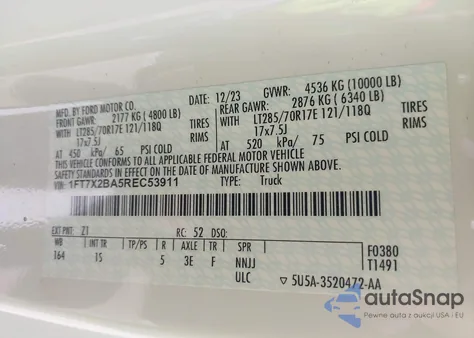 MFD. BY FORD MOTOR CO. 12/23 GVWR: 4536 KG (10000 LB)
FRONT GAWR: 2177 KG (4800 LB) REAR GAWR: 2876 KG (6340 LB)
WITH LT285/70R17E 121/118Q TIRES WITH LT285/70R17E 121/118Q TIRES
17x7.5J RIMS 17x7.5J RIMS
AT 450 kPa/ 65 PSI COLD AT 520 kPa/ 75 PSI COLD
THIS VEHICLE CONFORMS TO ALL APPLICABLE FEDERAL MOTOR VEHICLE
SAFETY STANDARDS IN EFFECT ON THE DATE OF MANUFACTURE SHOWN ABOVE.
VIN: 1FT7X2BA5REC53911 TYPE: Truck
EXT PNT: Z1 RC: 52 DSO:
WB INT TR TP/PS R AXLE TR SPR F0380
164 1S 5 3E F NNJJ T1491
ULC 5U5A-3520472-AA
autoSnap
Pewne auta z aukcji USA i EU